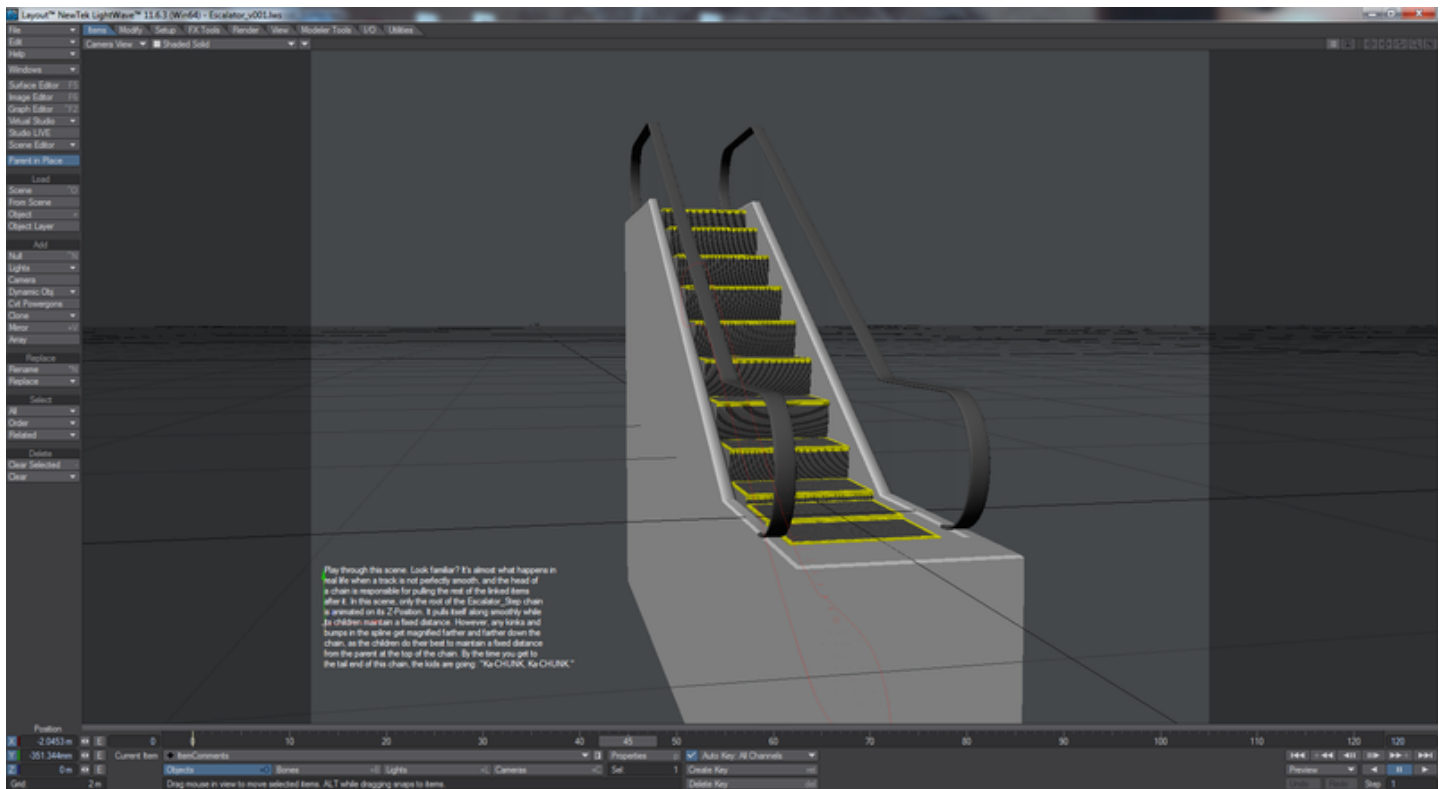 Layout™ NewTek LightWave™ 11.6.3 (Win64) - Escalator_v001.lws
File
Items Modify Setup FX Tools Render View Modeler Tools I/O Utilities
Edit
Camera View Shaded Solid
Help
Windows
Surface Editor F5
Image Editor F6
Graph Editor ^F2
Virtual Studio
Studio LIVE
Scene Editor
Parent in Place
Load
Scene ^O
From Scene
Object +
Object Layer
Add
Null ^N
Lights
Camera
Dynamic Obj
Cvt Powergons
Clone
Mirror +V
Array
Replace
Rename
Replace
Select
All
Order
Related
Delete
Clear Selected -
Clear
Play through this scene. Look familiar? It's almost what happens in
real life when a track is not perfectly smooth, and the head of
a chain is responsible for pulling the rest of the linked items
after it. In this scene, only the root of the Escalator_Step chain
is animated on its Z-Position. It pulls itself along smoothly while
its children maintain a fixed distance. However, any kinks and
bumps in the spline get magnified farther and farther down the
chain, as the children do their best to maintain a fixed distance
from the parent at the top of the chain. By the time you get to
the tail end of this chain, the kids are going: "Ka-CHUNK, Ka-CHUNK."
Position
X -2.0453 m E 0 0 10 20 30 40 45 50 60 70 80 90 100 110 120 120
Y -351.344mm E Current Item ItemComments Properties p Auto Key: All Channels
Z 0 m E Objects +O Bones +B Lights +L Cameras +C Sel: 1 Create Key ret Preview
Grid: 2 m Drag mouse in view to move selected items. ALT while dragging snaps to items. Delete Key del Undo Redo Step 1